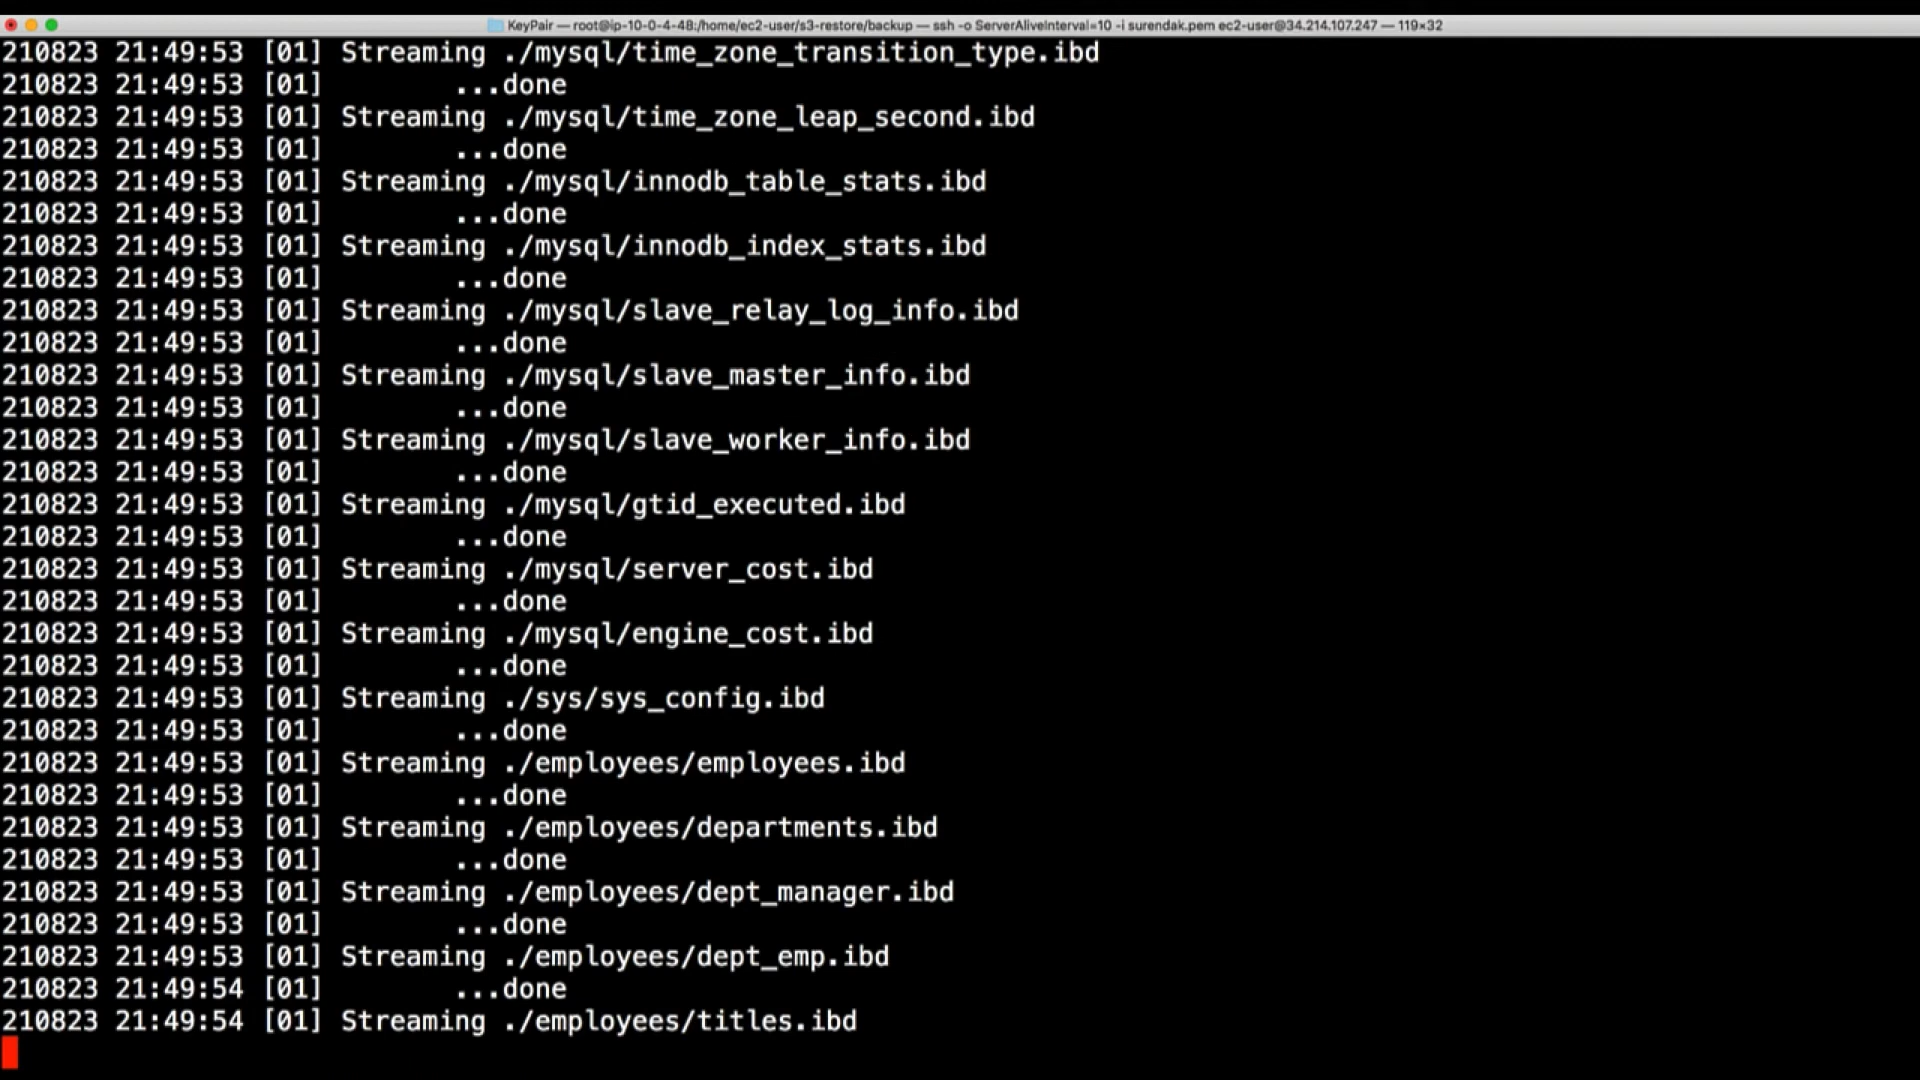 KeyPair — root@ip-10-0-4-48:/home/ec2-user/s3-restore/backup — ssh -o ServerAliveInterval=10 -i surendak.pem ec2-user@34.214.107.247 — 119×32
210823 21:49:53 [01] Streaming ./mysql/time_zone_transition_type.ibd
210823 21:49:53 [01]        ...done
210823 21:49:53 [01] Streaming ./mysql/time_zone_leap_second.ibd
210823 21:49:53 [01]        ...done
210823 21:49:53 [01] Streaming ./mysql/innodb_table_stats.ibd
210823 21:49:53 [01]        ...done
210823 21:49:53 [01] Streaming ./mysql/innodb_index_stats.ibd
210823 21:49:53 [01]        ...done
210823 21:49:53 [01] Streaming ./mysql/slave_relay_log_info.ibd
210823 21:49:53 [01]        ...done
210823 21:49:53 [01] Streaming ./mysql/slave_master_info.ibd
210823 21:49:53 [01]        ...done
210823 21:49:53 [01] Streaming ./mysql/slave_worker_info.ibd
210823 21:49:53 [01]        ...done
210823 21:49:53 [01] Streaming ./mysql/gtid_executed.ibd
210823 21:49:53 [01]        ...done
210823 21:49:53 [01] Streaming ./mysql/server_cost.ibd
210823 21:49:53 [01]        ...done
210823 21:49:53 [01] Streaming ./mysql/engine_cost.ibd
210823 21:49:53 [01]        ...done
210823 21:49:53 [01] Streaming ./sys/sys_config.ibd
210823 21:49:53 [01]        ...done
210823 21:49:53 [01] Streaming ./employees/employees.ibd
210823 21:49:53 [01]        ...done
210823 21:49:53 [01] Streaming ./employees/departments.ibd
210823 21:49:53 [01]        ...done
210823 21:49:53 [01] Streaming ./employees/dept_manager.ibd
210823 21:49:53 [01]        ...done
210823 21:49:53 [01] Streaming ./employees/dept_emp.ibd
210823 21:49:54 [01]        ...done
210823 21:49:54 [01] Streaming ./employees/titles.ibd